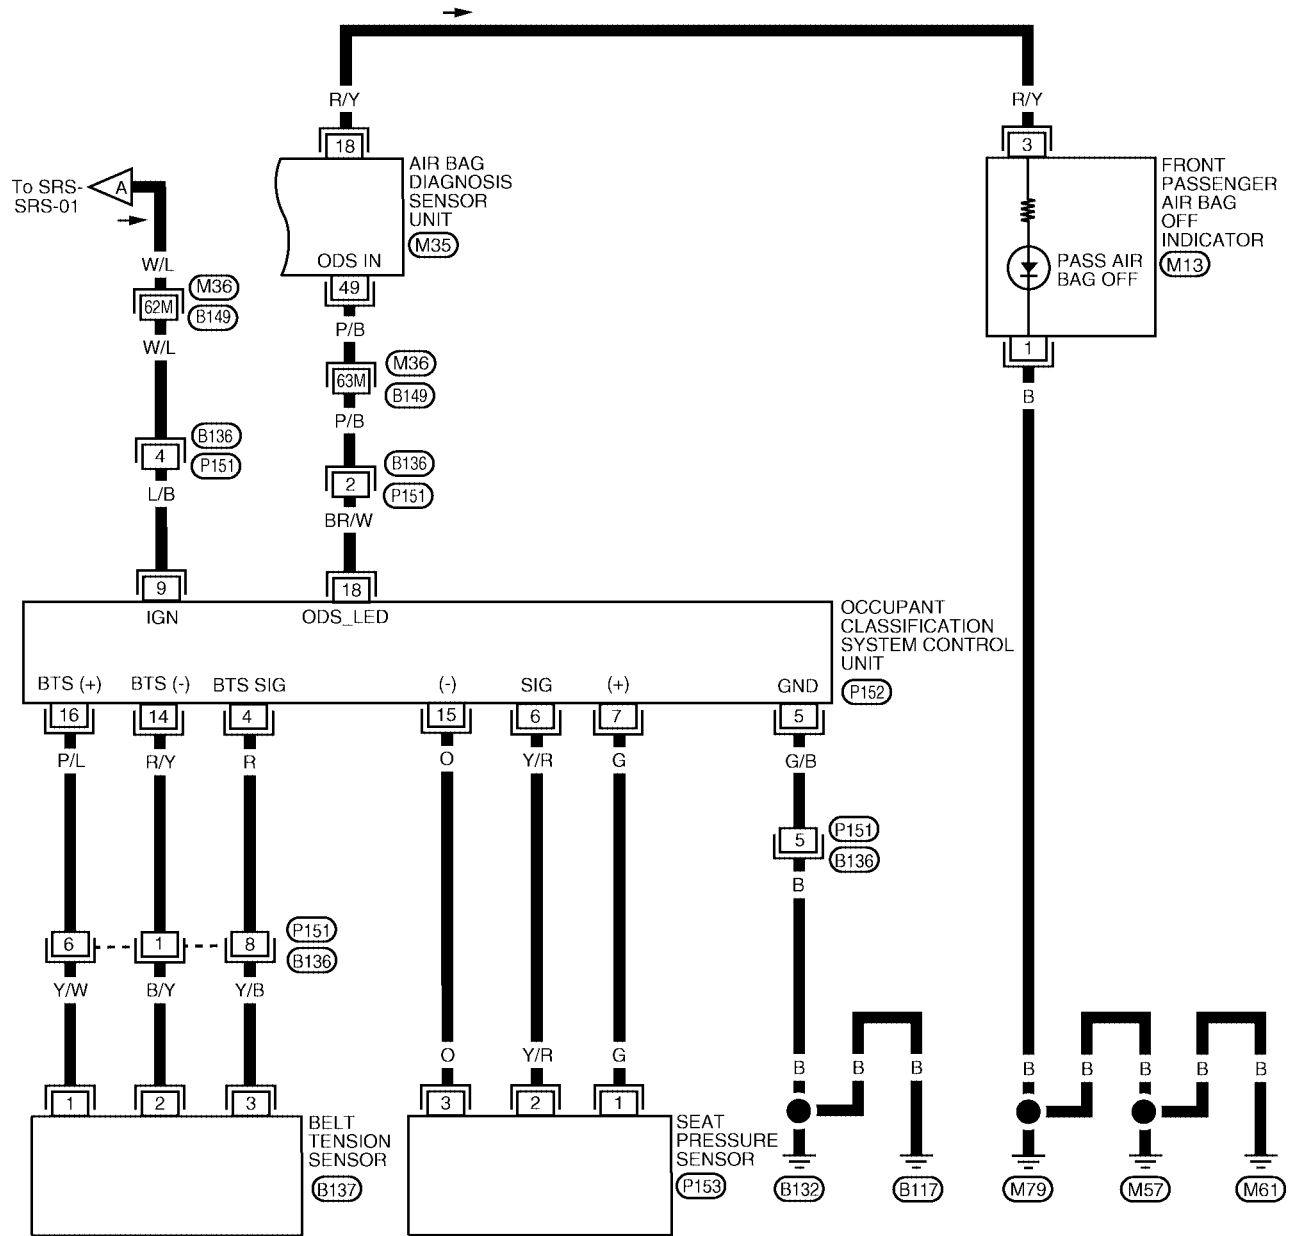 R/Y
R/Y
18
3
AIR BAG
DIAGNOSIS
SENSOR
UNIT
M35
ODS IN
49
FRONT
PASSENGER
AIR BAG
OFF
INDICATOR
M13
PASS AIR
BAG OFF
1
B
To SRS-
SRS-01
A
W/L
62M
M36
B149
W/L
P/B
63M
M36
B149
P/B
4
B136
P151
L/B
2
B136
P151
BR/W
9
18
IGN
ODS_LED
OCCUPANT
CLASSIFICATION
SYSTEM CONTROL
UNIT
P152
BTS (+)
BTS (-)
BTS SIG
(-)
SIG
(+)
GND
16
14
4
15
6
7
5
P/L
R/Y
R
O
Y/R
G
G/B
5
P151
B136
B
6
1
8
P151
B136
Y/W
B/Y
Y/B
O
Y/R
G
B
B
B
B
B
B
B
B
1
2
3
3
2
1
BELT
TENSION
SENSOR
B137
SEAT
PRESSURE
SENSOR
P153
B132
B117
M79
M57
M61